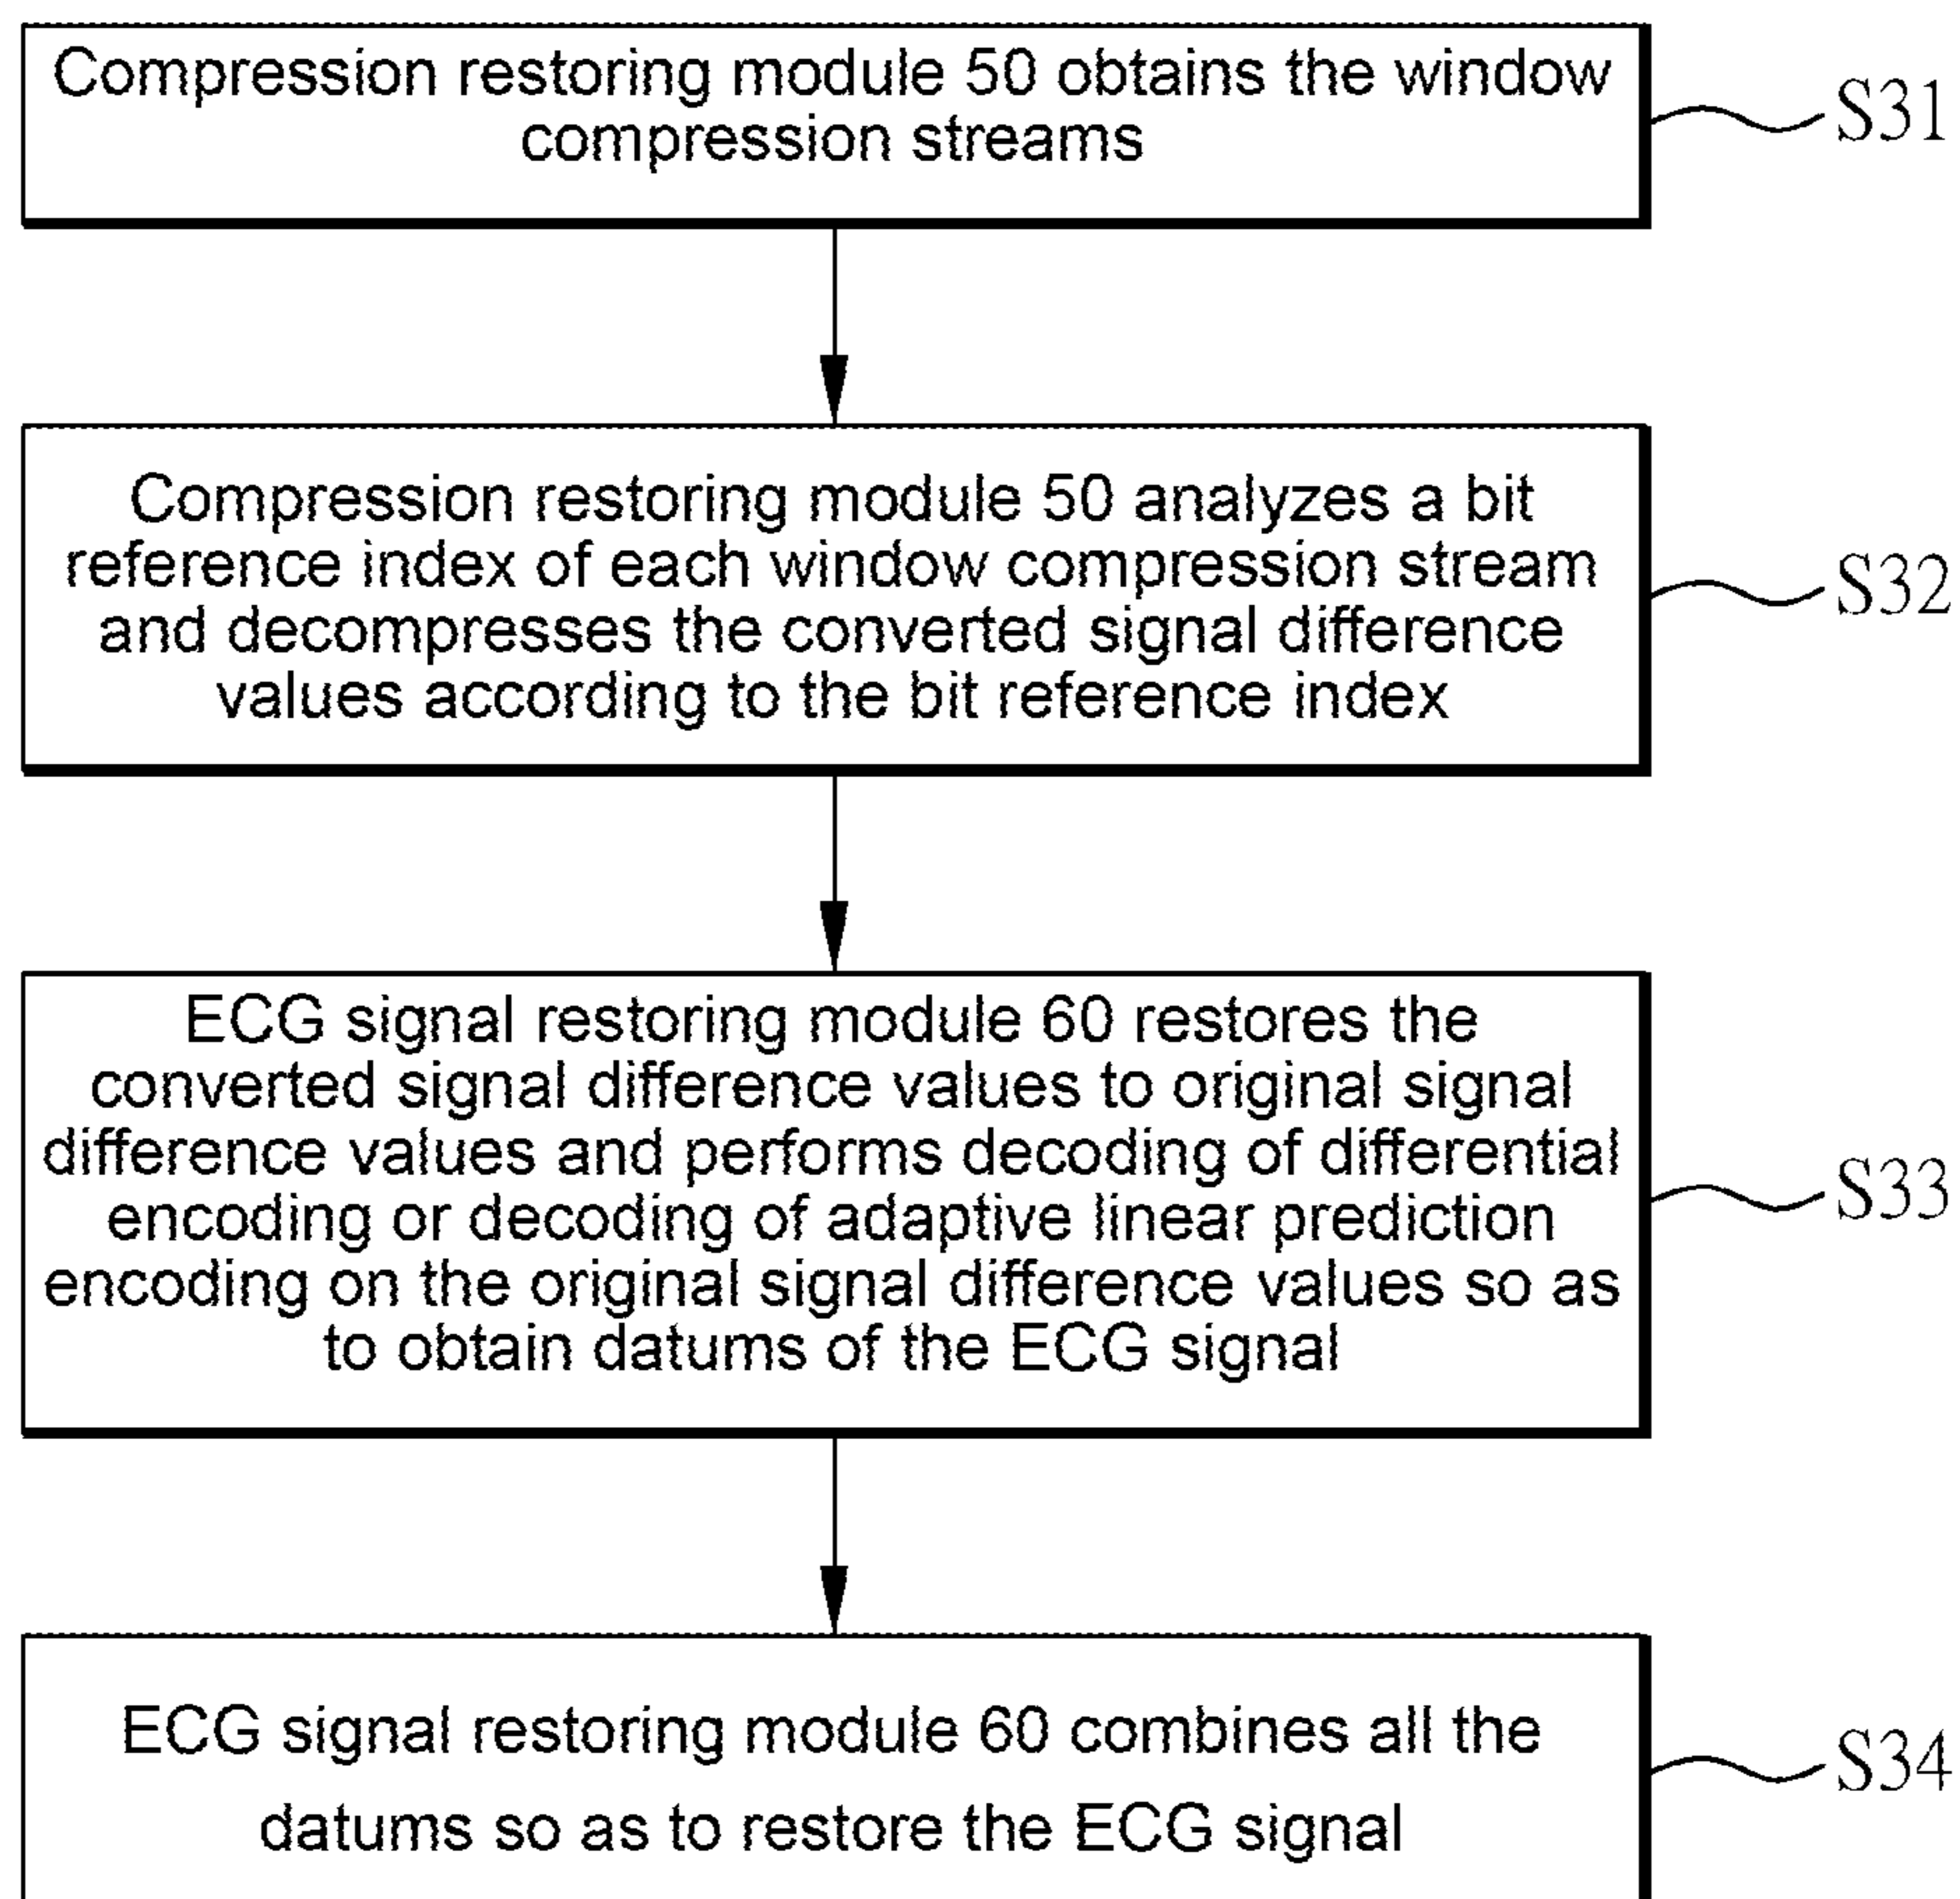 Compression restoring module 50 obtains the window
compression streams
S31
Compression restoring module 50 analyzes a bit
reference index of each window compression stream
and decompresses the converted signal difference
values according to the bit reference index
S32
ECG signal restoring module 60 restores the
converted signal difference values to original signal
difference values and performs decoding of differential
encoding or decoding of adaptive linear prediction
encoding on the original signal difference values so as
to obtain datums of the ECG signal
S33
ECG signal restoring module 60 combines all the
datums so as to restore the ECG signal
S34